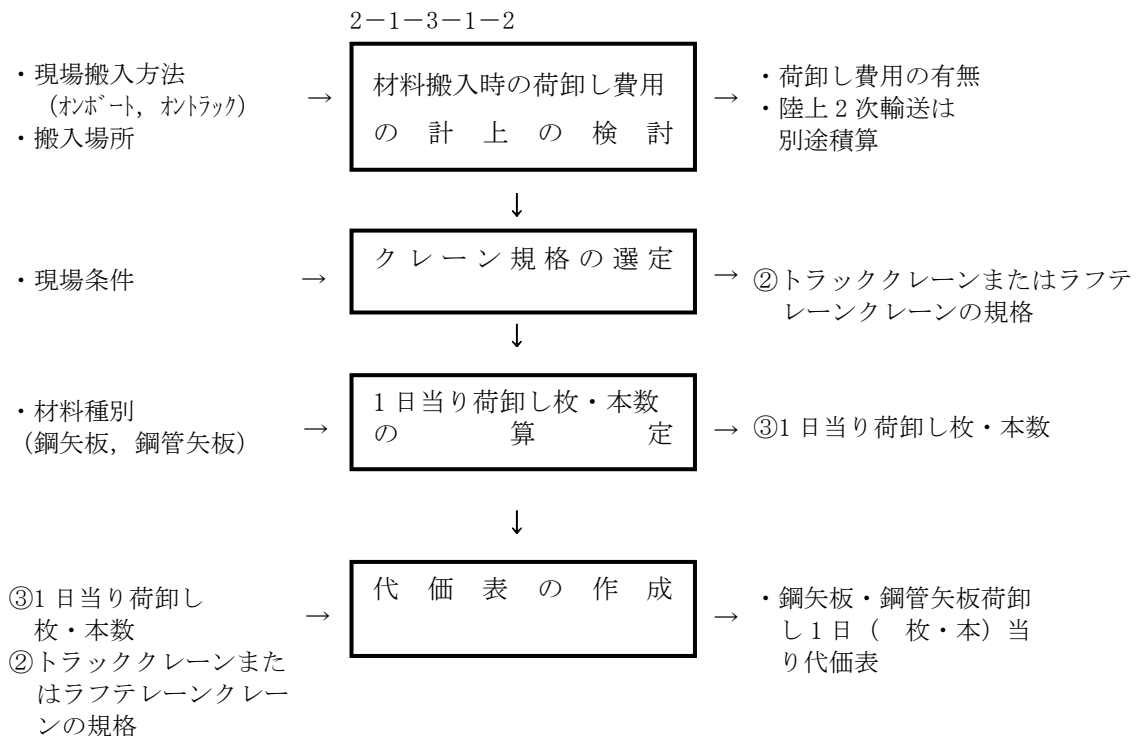 2-1-3-1-2
・現場搬入方法
(ｵﾝﾎﾞｰﾄ, ｵﾝﾄﾗｯｸ)
・搬入場所
→
材料搬入時の荷卸し費用
の計上の検討
→
・荷卸し費用の有無
・陸上2次輸送は
別途積算
↓
・現場条件
→
クレーン規格の選定
→
②トラッククレーンまたはラフテ
レーンクレーンの規格
↓
・材料種別
(鋼矢板, 鋼管矢板)
→
1日当り荷卸し枚・本数
の算定
→
③1日当り荷卸し枚・本数
↓
③1日当り荷卸し
枚・本数
②トラッククレーンまた
はラフテレーンクレー
ンの規格
→
代価表の作成
→
・鋼矢板・鋼管矢板荷卸
し1日（　枚・本）当
り代価表